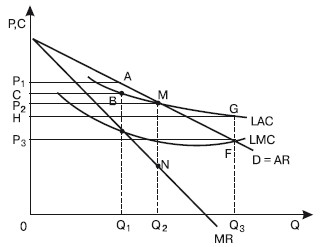 P,C
P₁
A
C
B
P₂
M
H
G
LAC
P₃
LMC
F
D = AR
N
0
Q₁
Q₂
Q₃
Q
MR